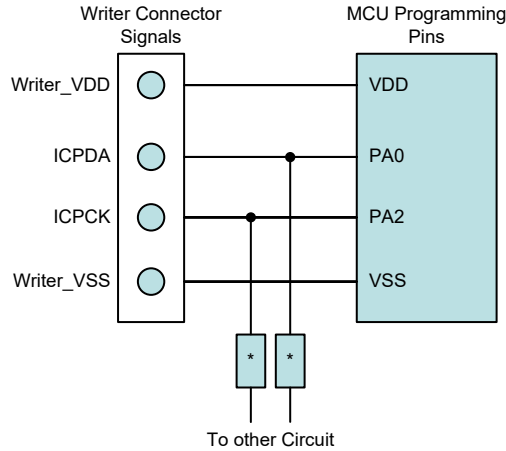 Writer Connector
Signals
MCU Programming
Pins
Writer_VDD
VDD
ICPDA
PA0
ICPCK
PA2
Writer_VSS
VSS
*
*
To other Circuit